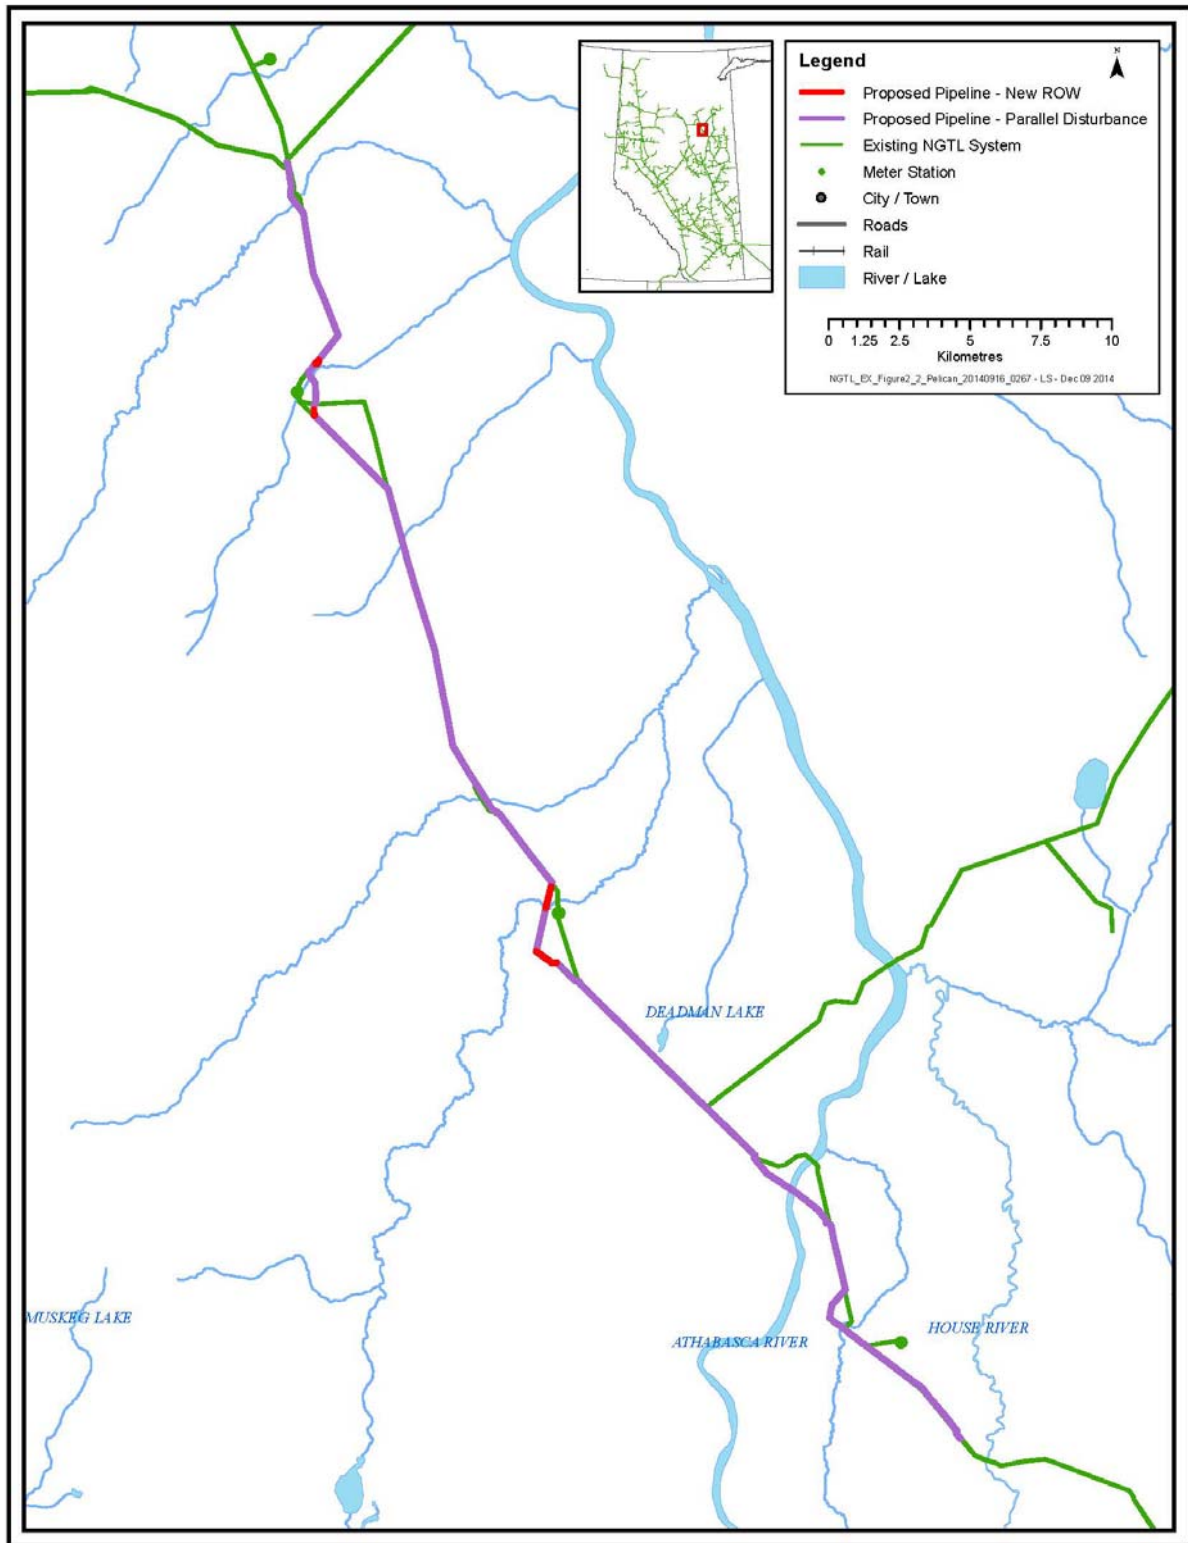 Legend
N
Proposed Pipeline - New ROW
Proposed Pipeline - Parallel Disturbance
Existing NGTL System
Meter Station
City / Town
Roads
Rail
River / Lake
0 1.25 2.5 5 7.5 10
Kilometres
NGTL_EX_Figure2_2_Pelican_20140916_0267 - LS - Dec 09 2014
DEADMAN LAKE
MUSKEG LAKE
ATHABASCA RIVER
HOUSE RIVER